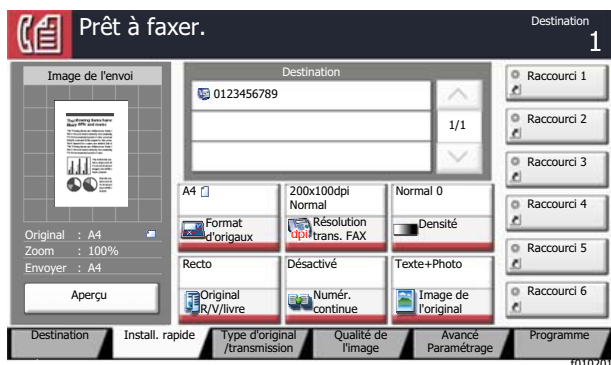 Prêt à faxer.
Destination
1
Image de l'envoi
Original : A4
Zoom : 100%
Envoyer : A4
Aperçu
Destination
0123456789
1/1
A4
Format
d'origaux
200x100dpi
Normal
dpi
Résolution
trans. FAX
Normal 0
Densité
Recto
Original
R/V/livre
Désactivé
Numér.
continue
Texte+Photo
Image de
l'original
Raccourci 1
Raccourci 2
Raccourci 3
Raccourci 4
Raccourci 5
Raccourci 6
Destination
Install. rapide
Type d'original
/transmission
Qualité de
l'image
Avancé
Paramétrage
Programme